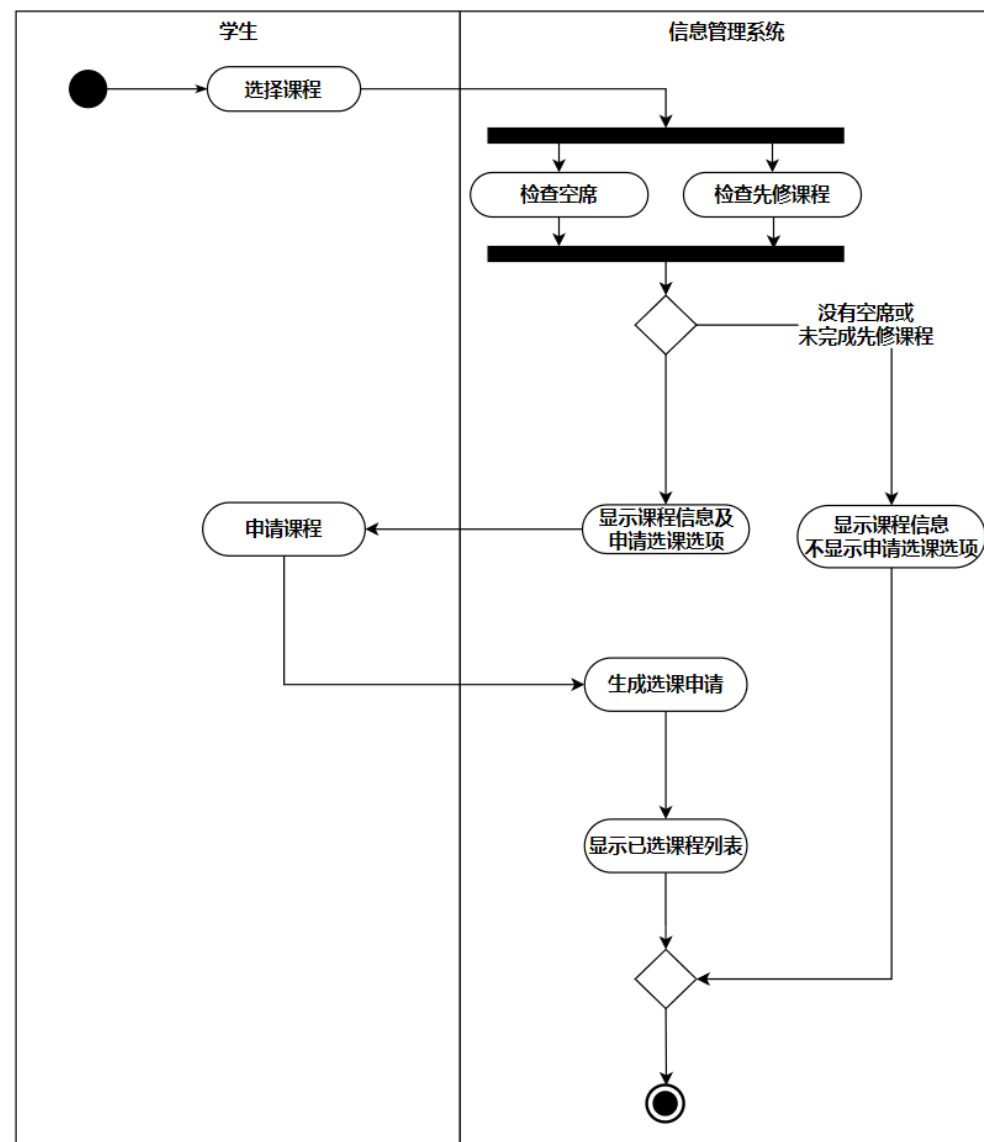 学生
信息管理系统
选择课程
检查空席
检查先修课程
没有空席或
未完成先修课程
申请课程
显示课程信息及
申请选课选项
显示课程信息
不显示申请选课选项
生成选课申请
显示已选课程列表